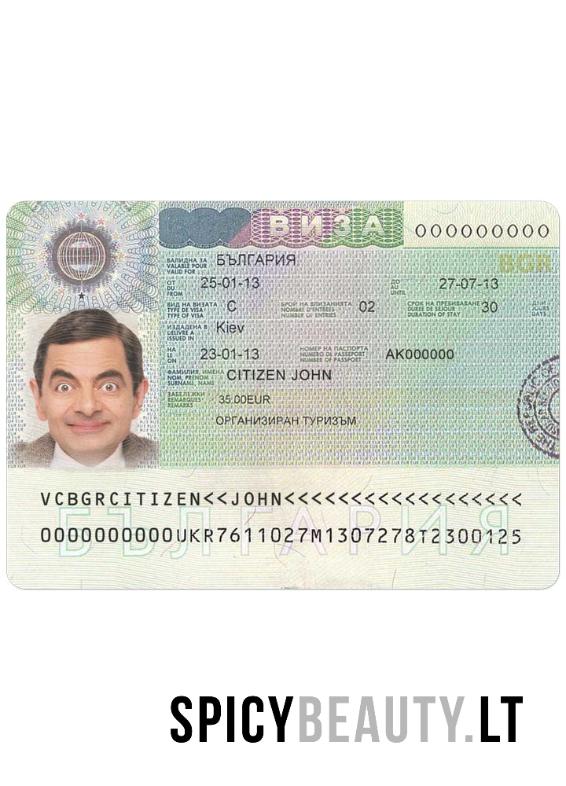 ВИЗА 000000000
ВАЛИДНА ЗА БЪЛГАРИЯ BGR
VALABLE POUR
VALID FOR
ОТ 25-01-13 ДО 27-07-13
DU AU
FROM UNTIL
ВИД НА ВИЗАТА C БРОЙ НА ВЛИЗАНИЯТА 02 СРОК НА ПРЕБИВАВАНЕ 30 ДНИ
TYPE DE VISA NOMBRE D'ENTREES DUREE DE SEJOUR JOURS
TYPE OF VISA NUMBER OF ENTRIES DURATION OF STAY DAYS
ИЗДАДЕНА В Kiev
DELIVRE A
ISSUED IN
НА 23-01-13 НОМЕР НА ПАСПОРТА AK000000
LE NUMERO DE PASSEPORT
ON NUMBER OF PASSPORT
ФАМИЛИЯ, ИМЕНА CITIZEN JOHN
NOM, PRENOM
SURNAME, NAME
ЗАБЕЛЕЖКИ 35.00EUR
REMARQUES
REMARKS
ОРГАНИЗИРАН ТУРИЗЪМ
VCBGRCITIZEN<<JOHN<<<<<<<<<<<<<<<<<<
0000000000UKR7611027M1307278T2300125
БЪЛГАРИЯ
SPICYBEAUTY.LT